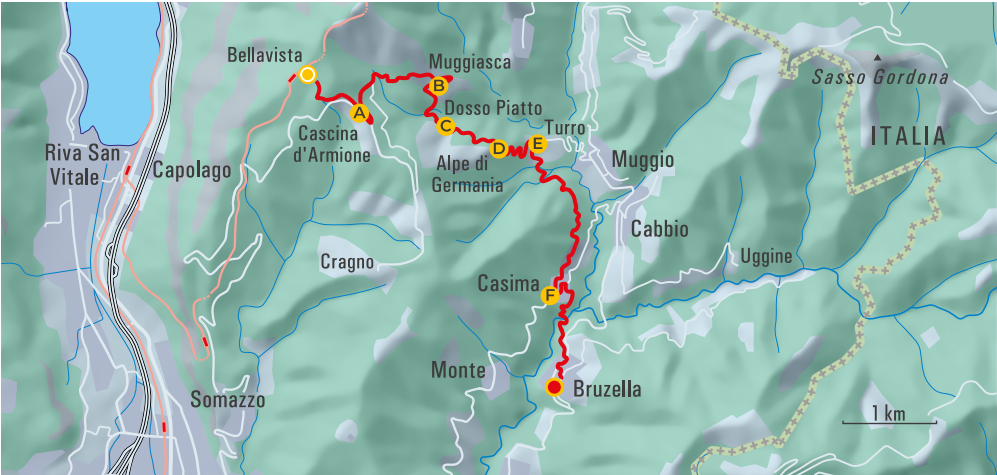 Bellavista
Muggiasca
Sasso Gordona
B
A
Dosso Piatto
C
Turro
ITALIA
Cascina
d'Armione
E
D
Riva San
Vitale
Capolago
Alpe di
Germania
Muggio
Cabbio
Cragno
Uggine
Casima
F
Monte
Bruzella
Somazzo
1 km